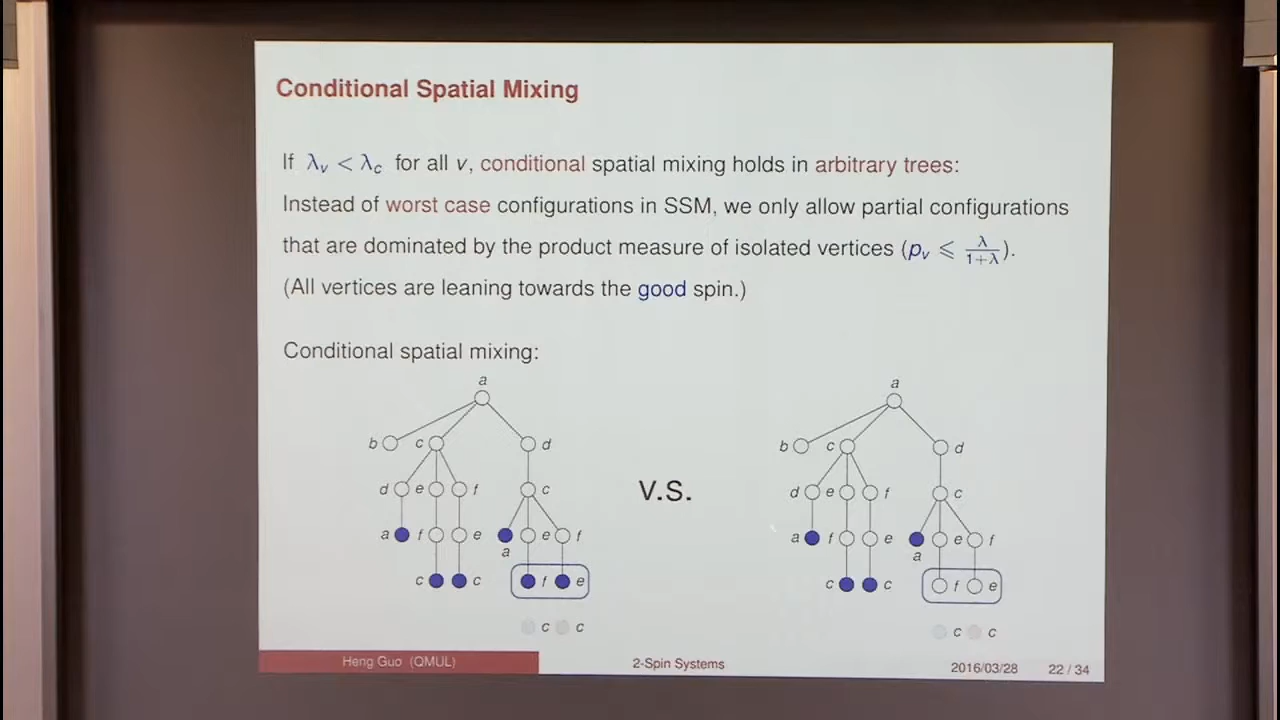 Conditional Spatial Mixing
If λ_v < λ_c for all v, conditional spatial mixing holds in arbitrary trees:
Instead of worst case configurations in SSM, we only allow partial configurations
that are dominated by the product measure of isolated vertices (p_v ⩽ λ/(1+λ)).
(All vertices are leaning towards the good spin.)
Conditional spatial mixing:
a
b c d
d e f c
a f e a e f
c c f e
c c
V.S.
a
b c d
d e f c
a f e a e f
c c f e
c c
Heng Guo (QMUL) 2-Spin Systems 2016/03/28 22 / 34